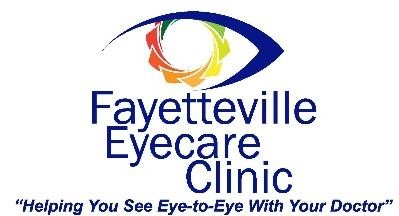 Fayetteville
Eyecare
Clinic
“Helping You See Eye-to-Eye With Your Doctor”